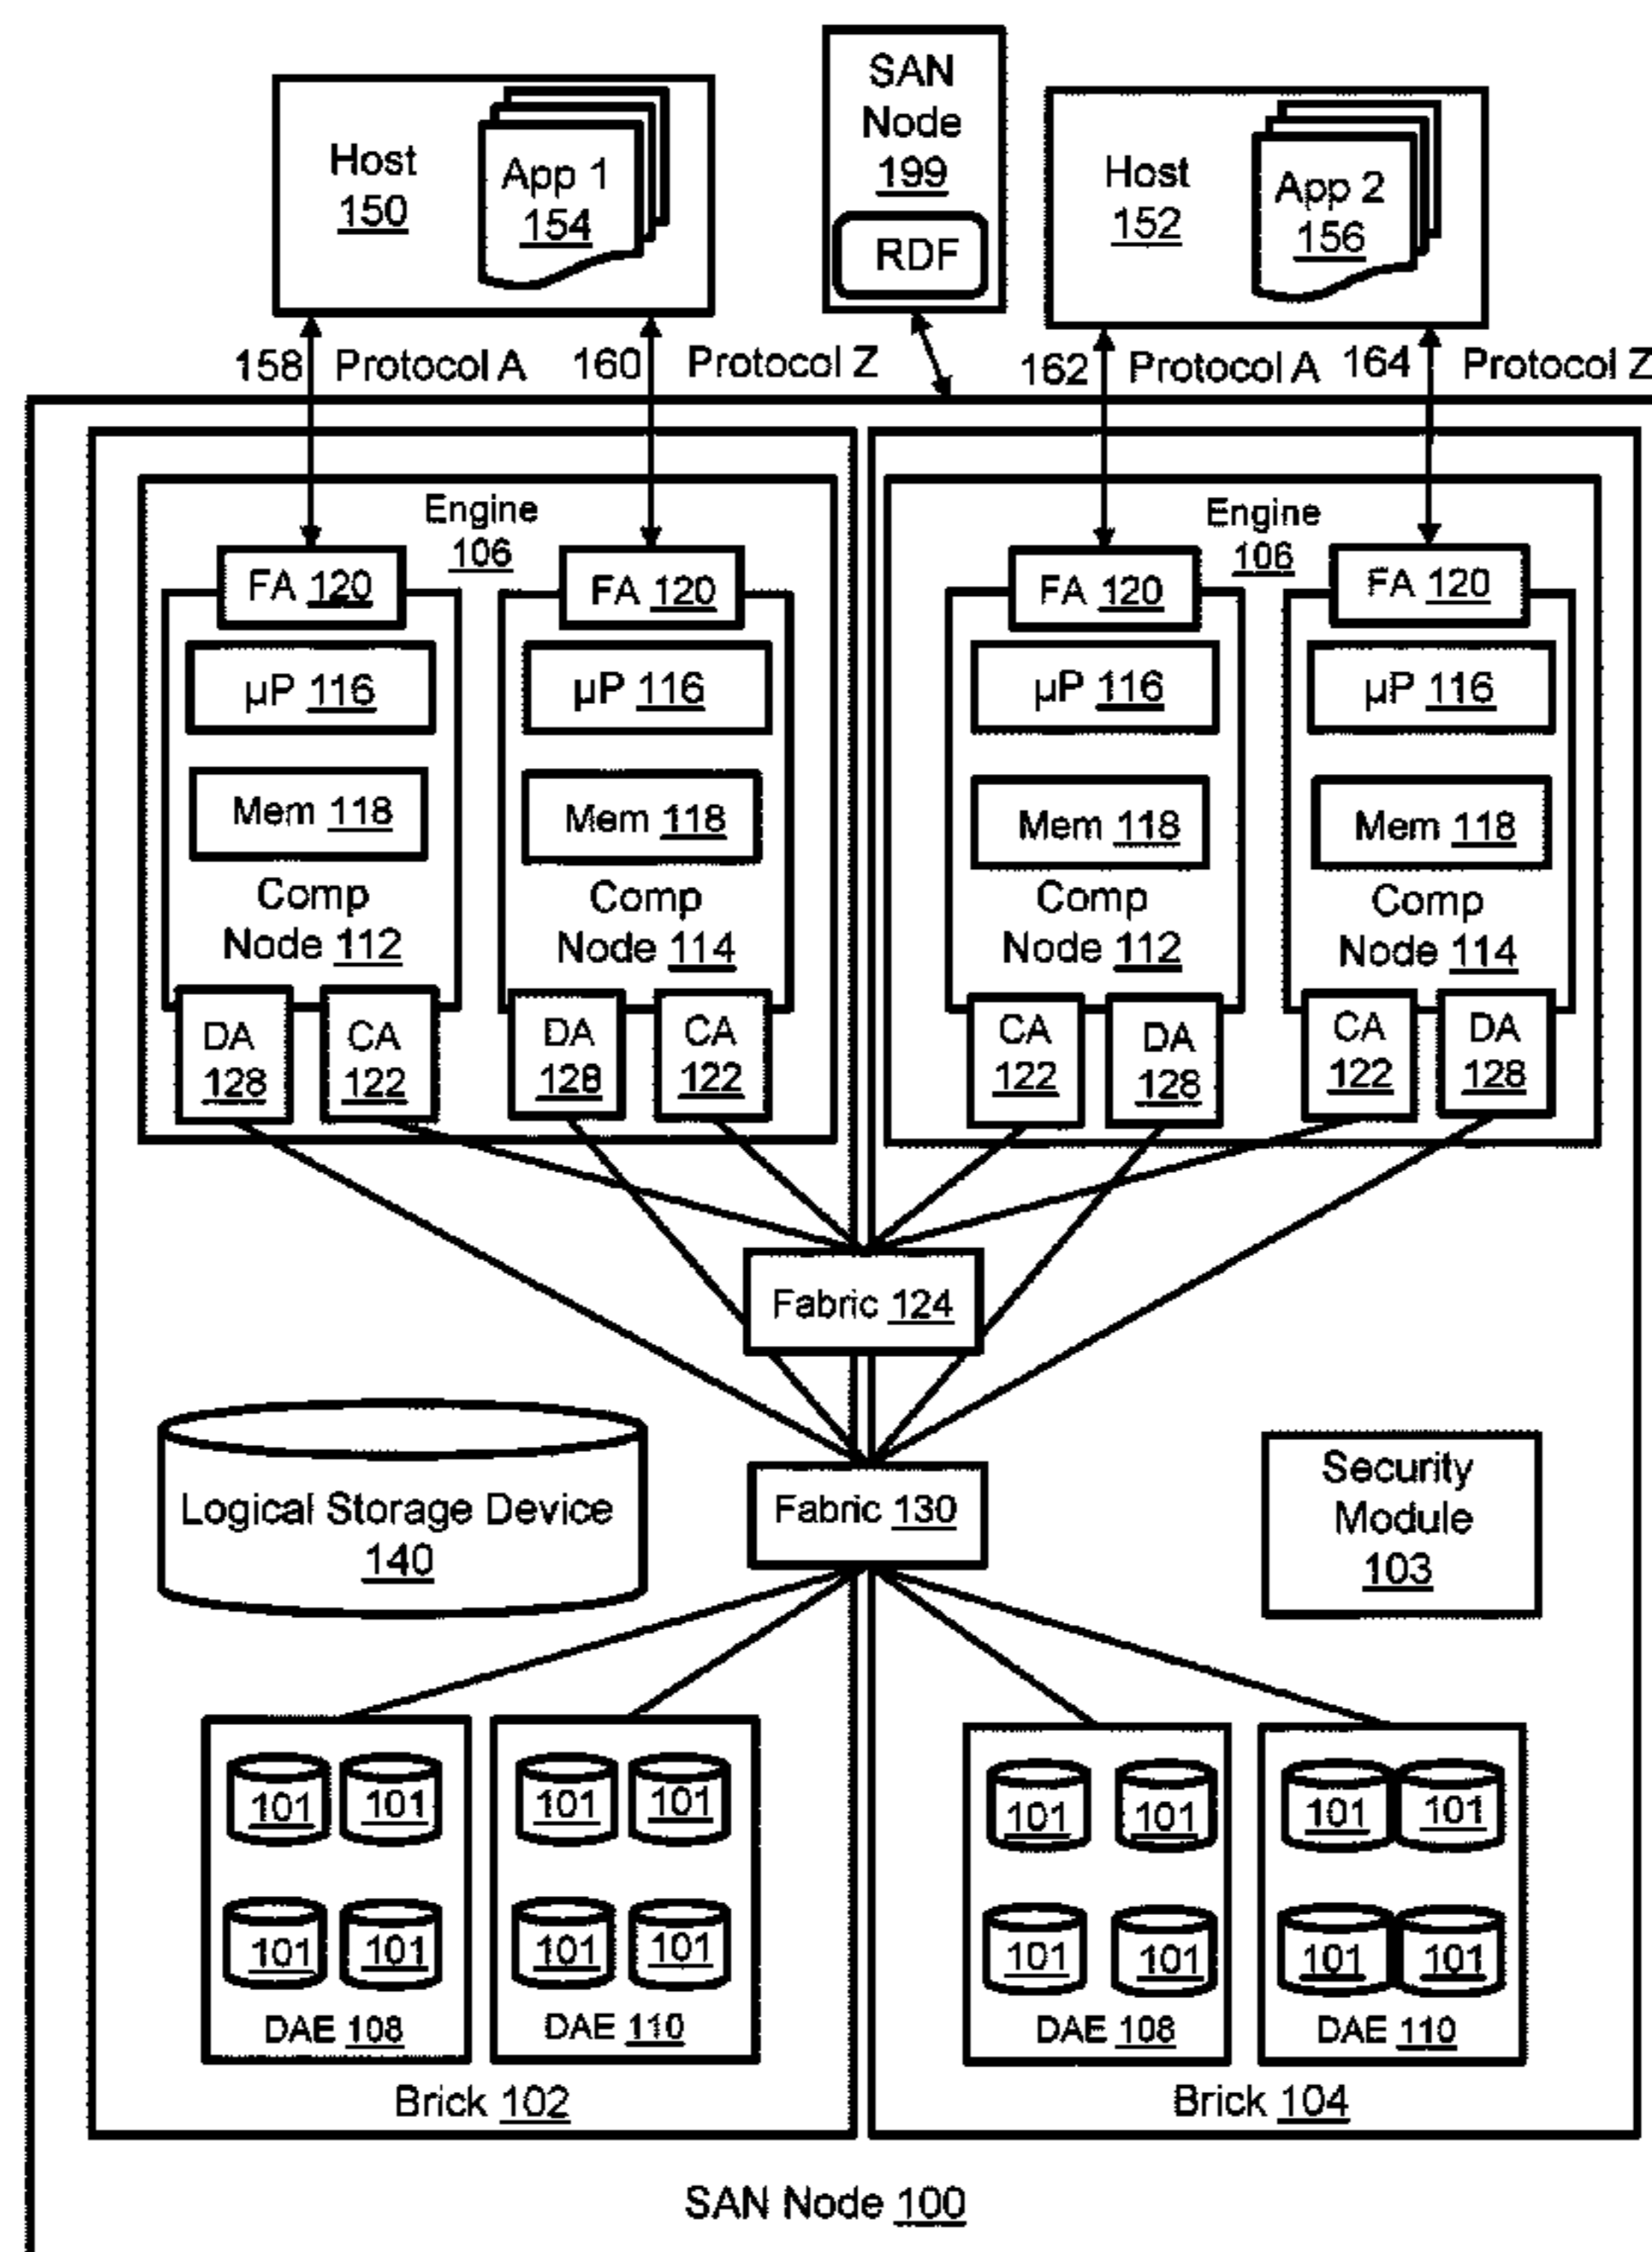 SAN
Node
199
RDF
Host
150
App 1
154
Host
152
App 2
156
158 Protocol A 160 Protocol Z
162 Protocol A 164 Protocol Z
Engine
106
FA 120
FA 120
µP 116
µP 116
Mem 118
Mem 118
Comp
Node 112
Comp
Node 114
DA
128
CA
122
DA
128
CA
122
Engine
106
FA 120
FA 120
µP 116
µP 116
Mem 118
Mem 118
Comp
Node 112
Comp
Node 114
CA
122
DA
128
CA
122
DA
128
Fabric 124
Logical Storage Device
140
Fabric 130
Security
Module
103
101 101
101 101
DAE 108
101 101
101 101
DAE 110
Brick 102
101 101
101 101
DAE 108
101 101
101 101
DAE 110
Brick 104
SAN Node 100